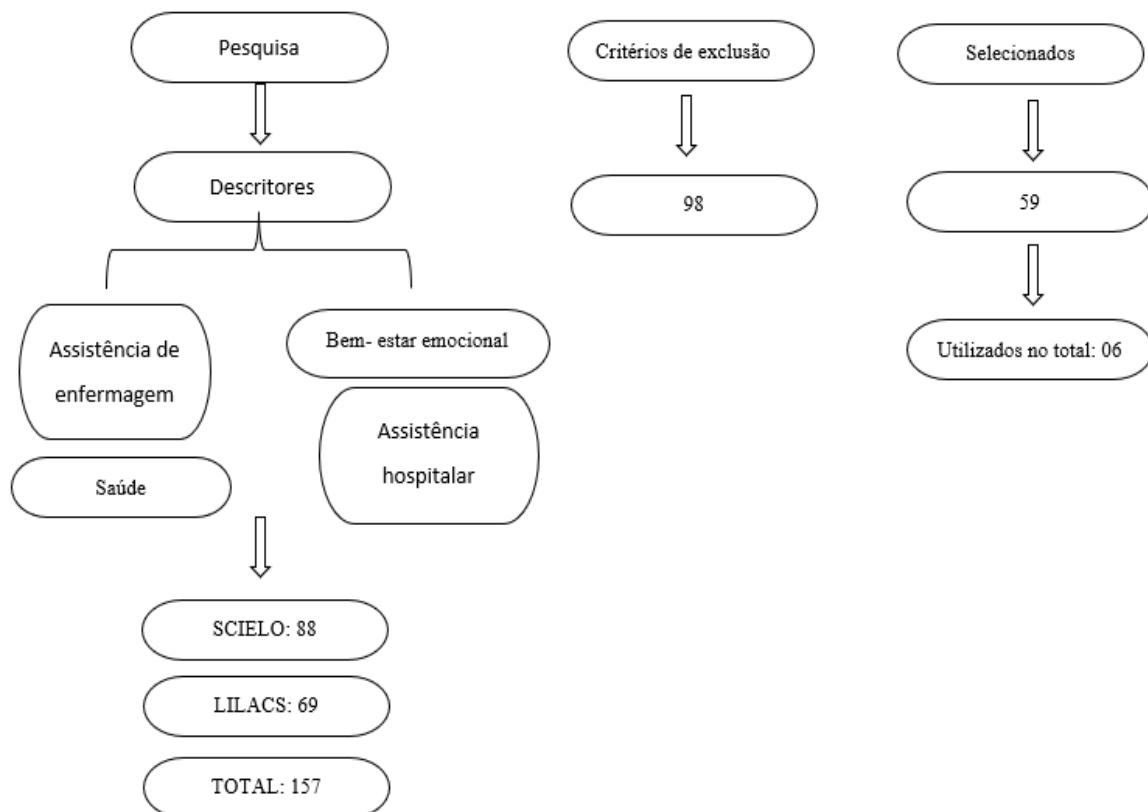 Pesquisa
Descritores
Assistência de
enfermagem
Saúde
Bem- estar emocional
Assistência
hospitalar
SCIELO: 88
LILACS: 69
TOTAL: 157
Critérios de exclusão
98
Selecionados
59
Utilizados no total: 06